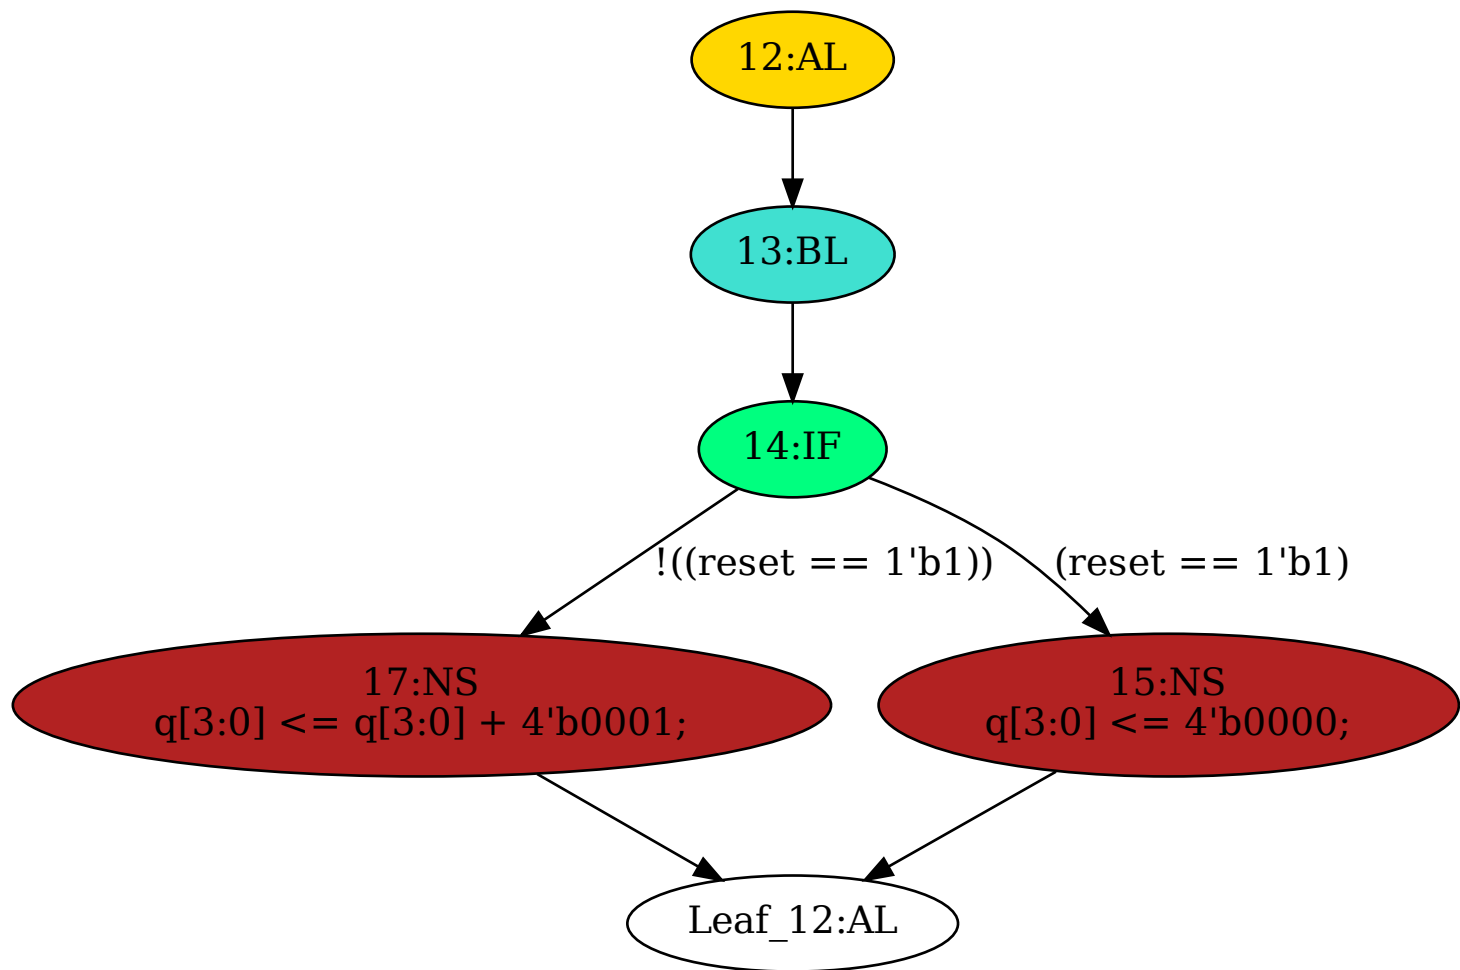 12:AL
13:BL
14:IF
!((reset == 1'b1))
(reset == 1'b1)
17:NS
q[3:0] <= q[3:0] + 4'b0001;
15:NS
q[3:0] <= 4'b0000;
Leaf_12:AL